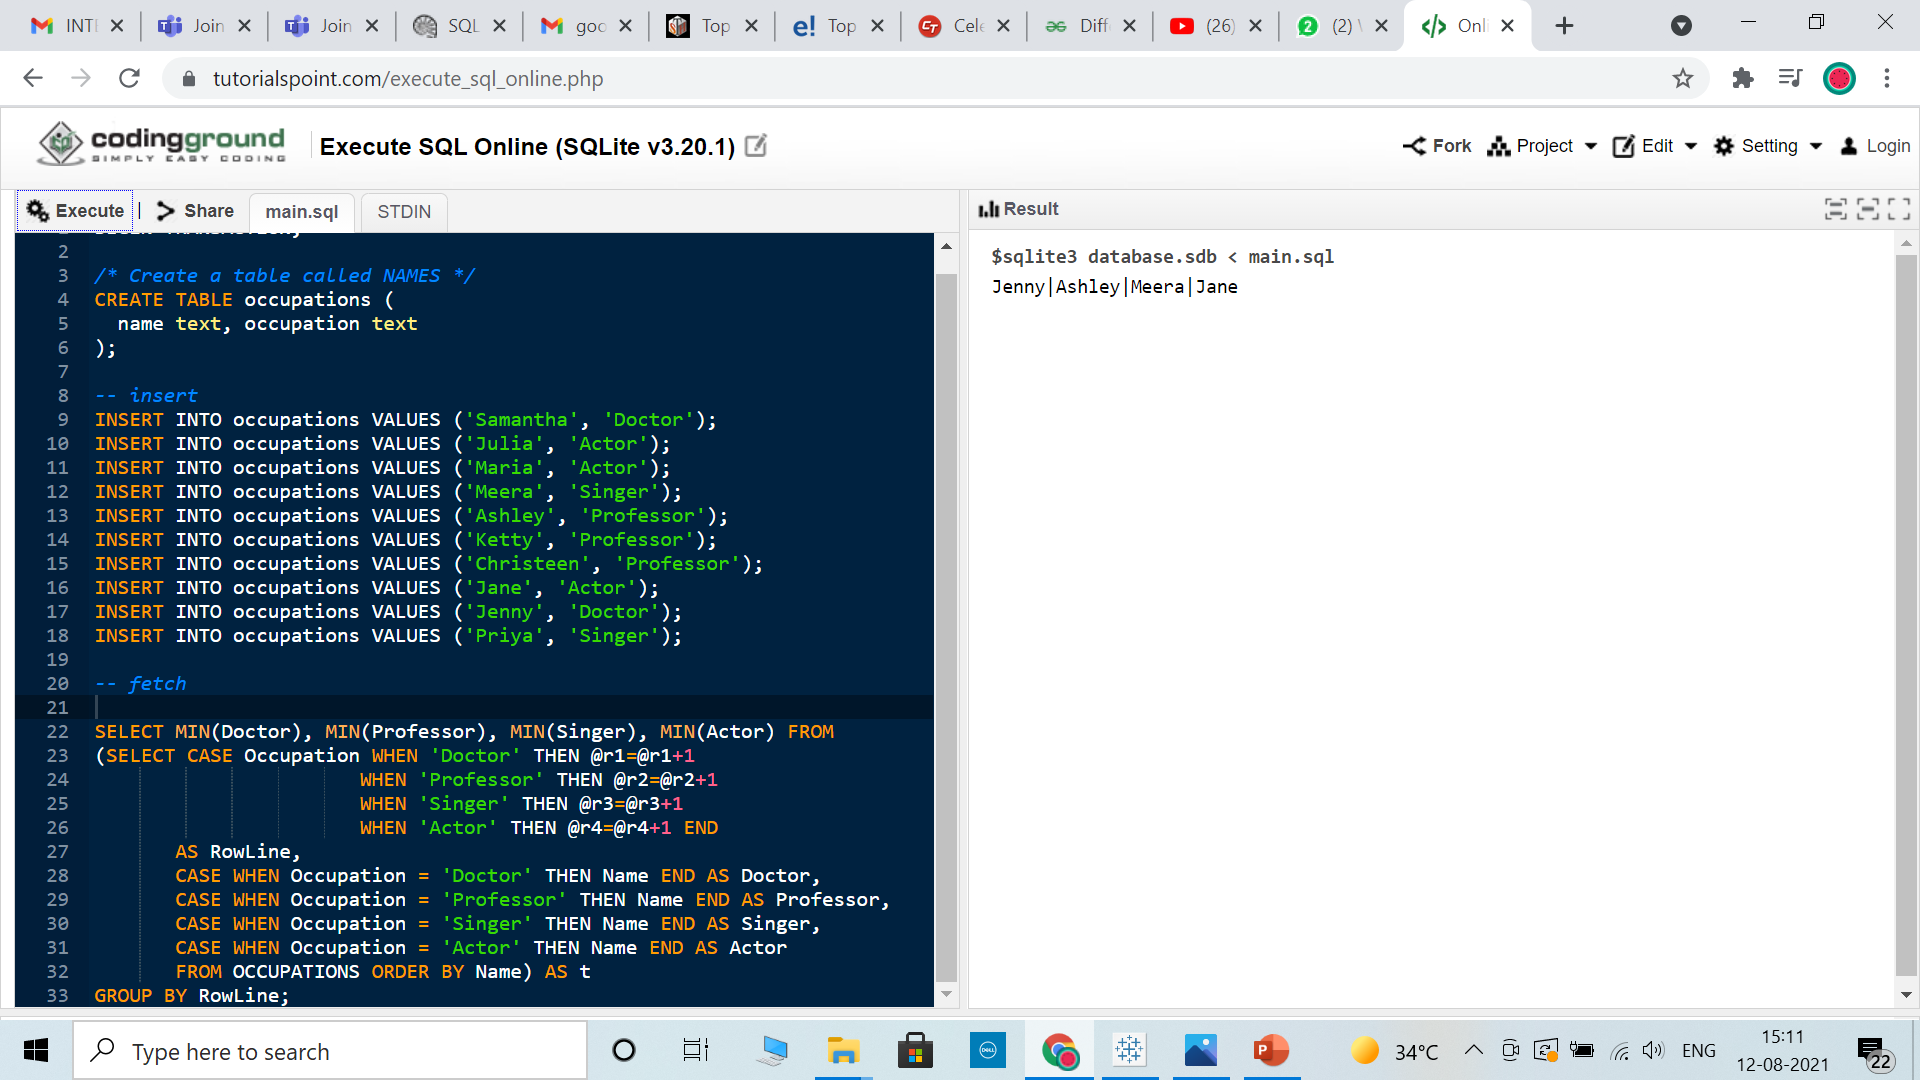 INTE
Join
Join
SQL
goo
Top
Top
Cele
Diff
(26)
(2) \
Onli
tutorialspoint.com/execute_sql_online.php
codingground
SIMPLY EASY CODING
Execute SQL Online (SQLite v3.20.1)
Fork
Project
Edit
Setting
Login
Execute | Share
main.sql
STDIN
Result
2
3 /* Create a table called NAMES */
4 CREATE TABLE occupations (
5 name text, occupation text
6 );
7
8 -- insert
9 INSERT INTO occupations VALUES ('Samantha', 'Doctor');
10 INSERT INTO occupations VALUES ('Julia', 'Actor');
11 INSERT INTO occupations VALUES ('Maria', 'Actor');
12 INSERT INTO occupations VALUES ('Meera', 'Singer');
13 INSERT INTO occupations VALUES ('Ashley', 'Professor');
14 INSERT INTO occupations VALUES ('Ketty', 'Professor');
15 INSERT INTO occupations VALUES ('Christeen', 'Professor');
16 INSERT INTO occupations VALUES ('Jane', 'Actor');
17 INSERT INTO occupations VALUES ('Jenny', 'Doctor');
18 INSERT INTO occupations VALUES ('Priya', 'Singer');
19
20 -- fetch
21
22 SELECT MIN(Doctor), MIN(Professor), MIN(Singer), MIN(Actor) FROM
23 (SELECT CASE Occupation WHEN 'Doctor' THEN @r1=@r1+1
24 WHEN 'Professor' THEN @r2=@r2+1
25 WHEN 'Singer' THEN @r3=@r3+1
26 WHEN 'Actor' THEN @r4=@r4+1 END
27 AS RowLine,
28 CASE WHEN Occupation = 'Doctor' THEN Name END AS Doctor,
29 CASE WHEN Occupation = 'Professor' THEN Name END AS Professor,
30 CASE WHEN Occupation = 'Singer' THEN Name END AS Singer,
31 CASE WHEN Occupation = 'Actor' THEN Name END AS Actor
32 FROM OCCUPATIONS ORDER BY Name) AS t
33 GROUP BY RowLine;
$sqlite3 database.sdb < main.sql
Jenny|Ashley|Meera|Jane
Type here to search
34°C
ENG
15:11
12-08-2021
22